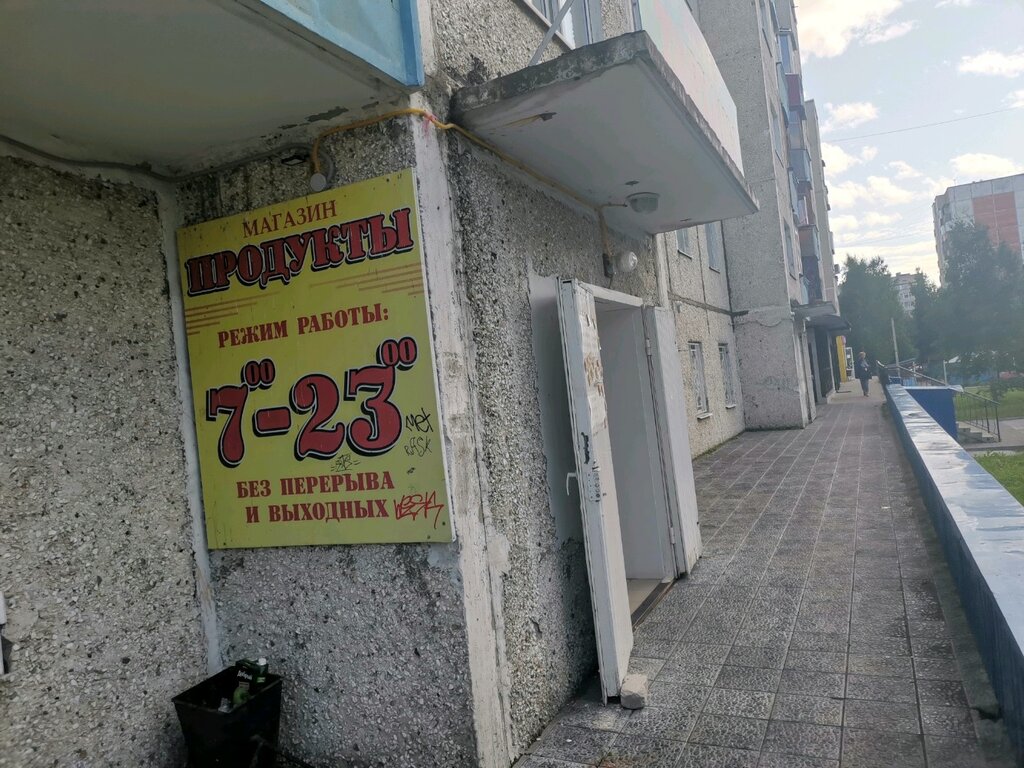 МАГАЗИН
ПРОДУКТЫ
РЕЖИМ РАБОТЫ:
7⁰⁰-23⁰⁰
БЕЗ ПЕРЕРЫВА
И ВЫХОДНЫХ